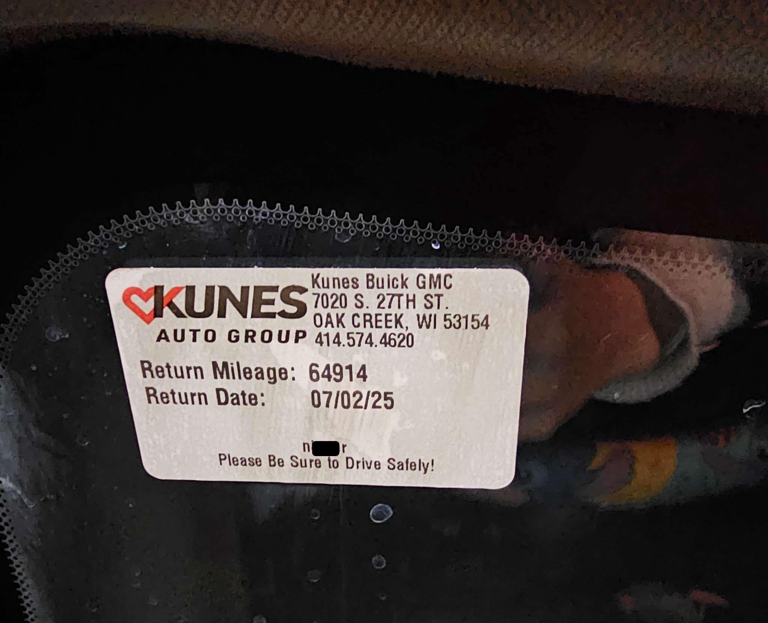 KUNES
AUTO GROUP
Kunes Buick GMC
7020 S. 27TH ST.
OAK CREEK, WI 53154
414.574.4620
Return Mileage: 64914
Return Date: 07/02/25
Please Be Sure to Drive Safely!